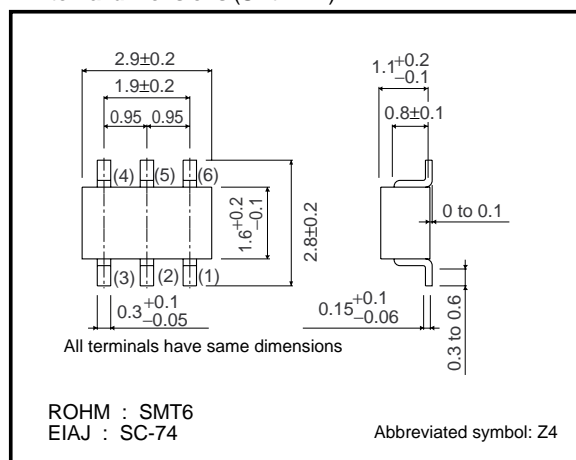 2.9±0.2
1.9±0.2
0.95 0.95
(4) (5) (6)
(3) (2) (1)
1.6+0.2−0.1
2.8±0.2
0.3+0.1−0.05
All terminals have same dimensions
1.1+0.2−0.1
0.8±0.1
0 to 0.1
0.15+0.1−0.06
0.3 to 0.6
ROHM : SMT6
EIAJ : SC-74
Abbreviated symbol: Z4